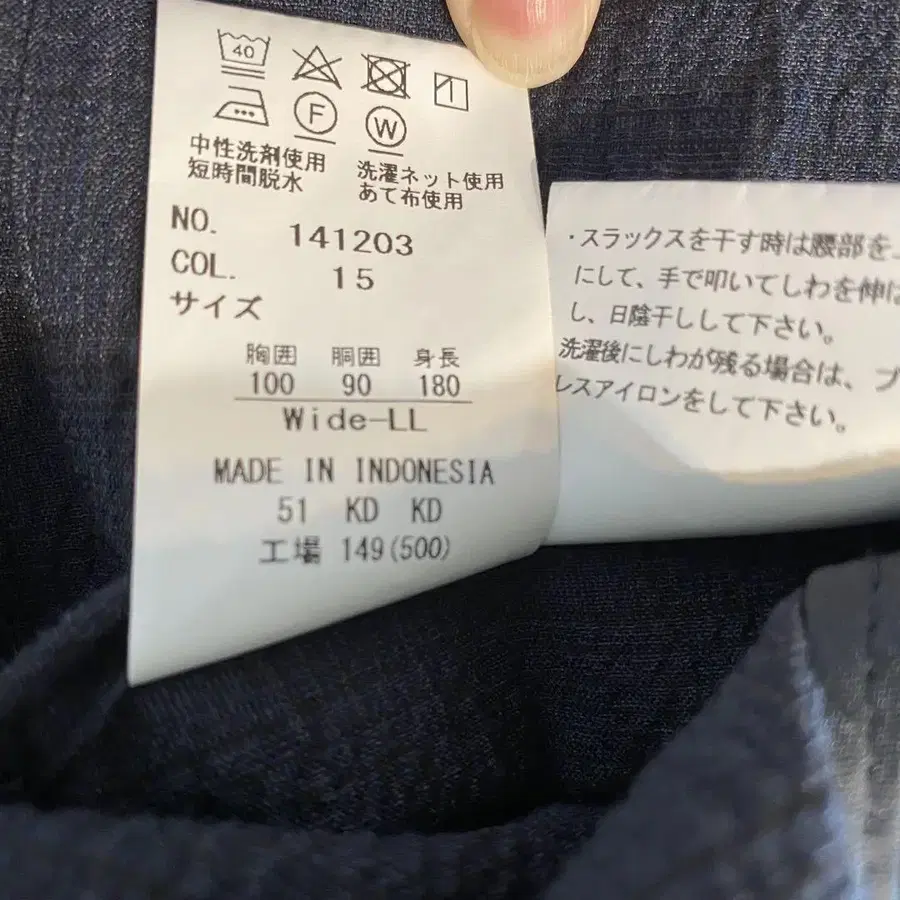 40
F
W
中性洗剤使用
短時間脱水
洗濯ネット使用
あて布使用
NO. 141203
COL. 15
サイズ
胸囲 胴囲 身長
100 90 180
Wide-LL
MADE IN INDONESIA
51 KD KD
工場 149(500)
・スラックスを干す時は腰部を
にして、手で叩いてしわを伸ば
し、日陰干しして下さい。
洗濯後にしわが残る場合は、プ
レスアイロンをして下さい。